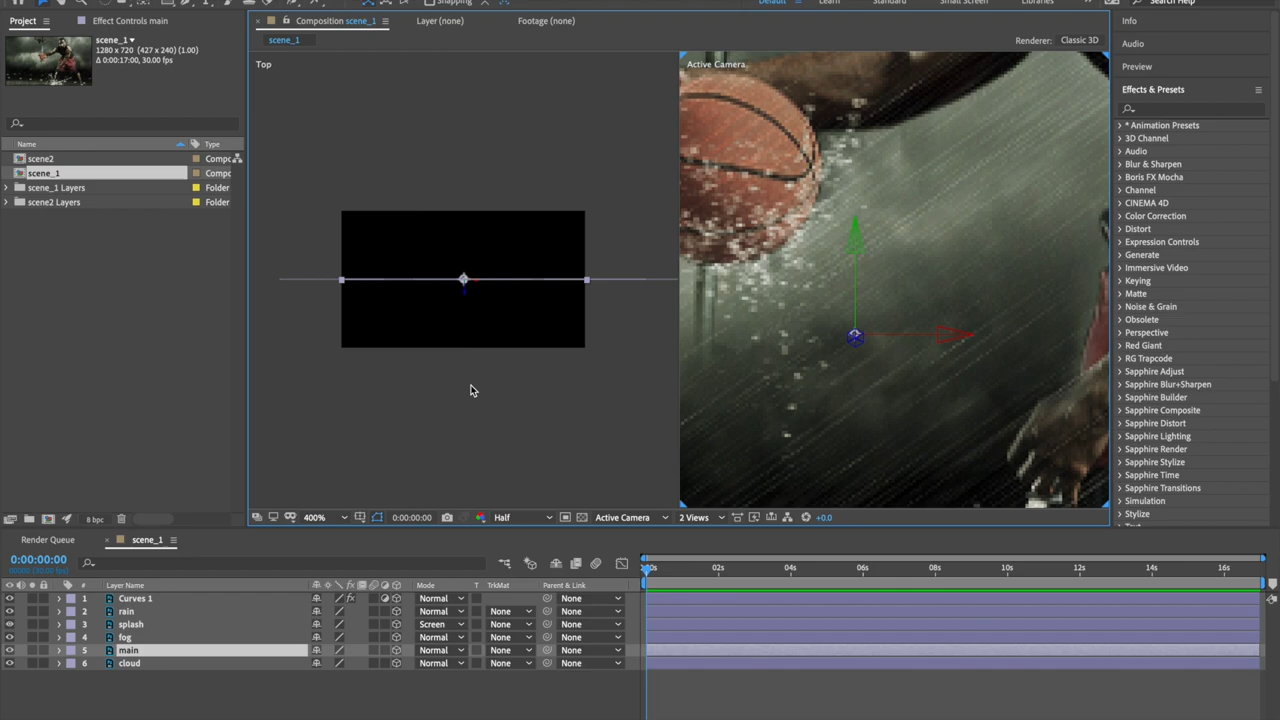 Default Learn Standard Small Screen Libraries Search Help
Snapping
Project Effect Controls main
Composition scene_1 Layer (none) Footage (none)
scene_1
Renderer: Classic 3D
scene_1
1280 x 720 (427 x 240) (1.00)
Δ 0:00:17:00, 30.00 fps
Name Type
scene2 Compc
scene_1 Compc
scene_1 Layers Folder
scene2 Layers Folder
8 bpc
Top
Active Camera
400% 0:00:00:00 Half Active Camera 2 Views +0.0
Info
Audio
Preview
Effects & Presets
* Animation Presets
3D Channel
Audio
Blur & Sharpen
Boris FX Mocha
Channel
CINEMA 4D
Color Correction
Distort
Expression Controls
Generate
Immersive Video
Keying
Matte
Noise & Grain
Obsolete
Perspective
Red Giant
RG Trapcode
Sapphire Adjust
Sapphire Blur+Sharpen
Sapphire Builder
Sapphire Composite
Sapphire Distort
Sapphire Lighting
Sapphire Render
Sapphire Stylize
Sapphire Time
Sapphire Transitions
Simulation
Stylize
Text
Render Queue scene_1
0:00:00:00
00000 (30.00 fps)
:00s 02s 04s 06s 08s 10s 12s 14s 16s
# Layer Name Mode T TrkMat Parent & Link
1 Curves 1 Normal None
2 rain Normal None None
3 splash Screen None None
4 fog Normal None None
5 main Normal None None
6 cloud Normal None None